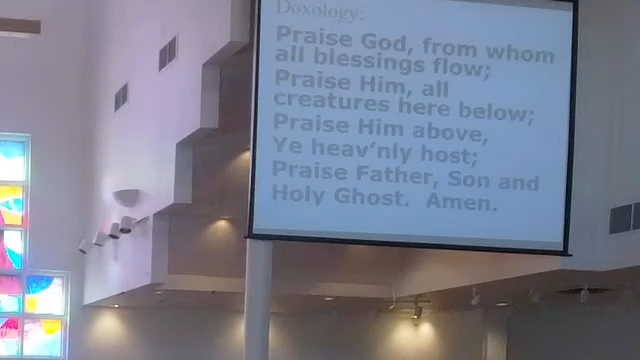 Doxology:
Praise God, from whom
all blessings flow;
Praise Him, all
creatures here below;
Praise Him above,
Ye heav'nly host;
Praise Father, Son and
Holy Ghost. Amen.